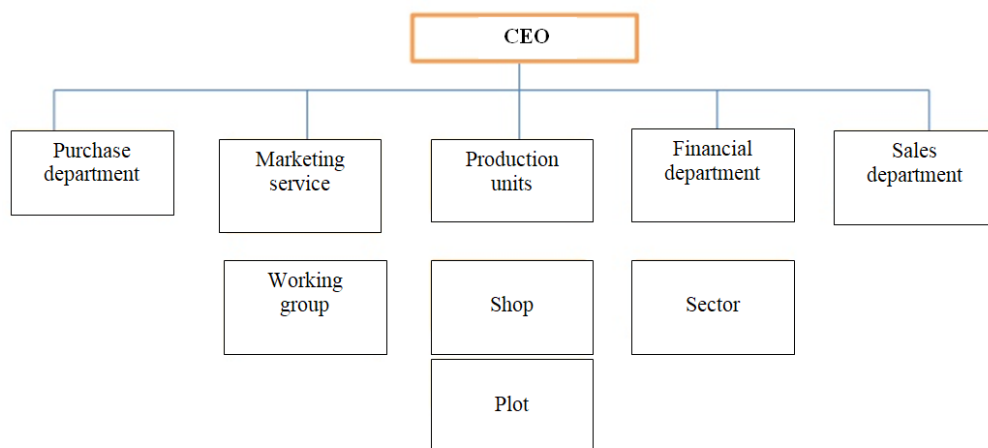 CEO
Purchase
department
Marketing
service
Production
units
Financial
department
Sales
department
Working
group
Shop
Sector
Plot